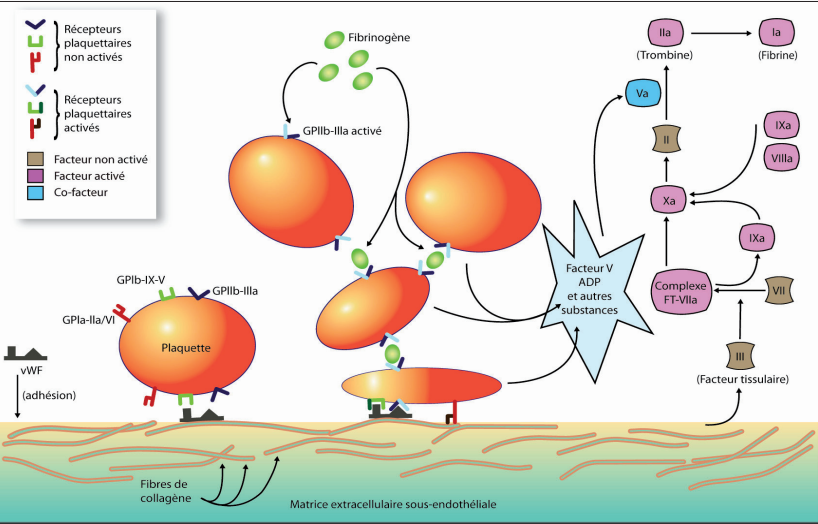 Récepteurs
plaquettaires
non activés
Récepteurs
plaquettaires
activés
Facteur non activé
Facteur activé
Co-facteur
Fibrinogène
GPIIb-IIIa activé
IIa
(Trombine)
Ia
(Fibrine)
Va
II
IXa
VIIIa
Xa
IXa
Complexe
FT-VIIa
VII
III
(Facteur tissulaire)
Facteur V
ADP
et autres
substances
GPIb-IX-V
GPIIb-IIIa
GPIa-IIa/VI
Plaquette
vWF
(adhésion)
Fibres de
collagène
Matrice extracellulaire sous-endothéliale